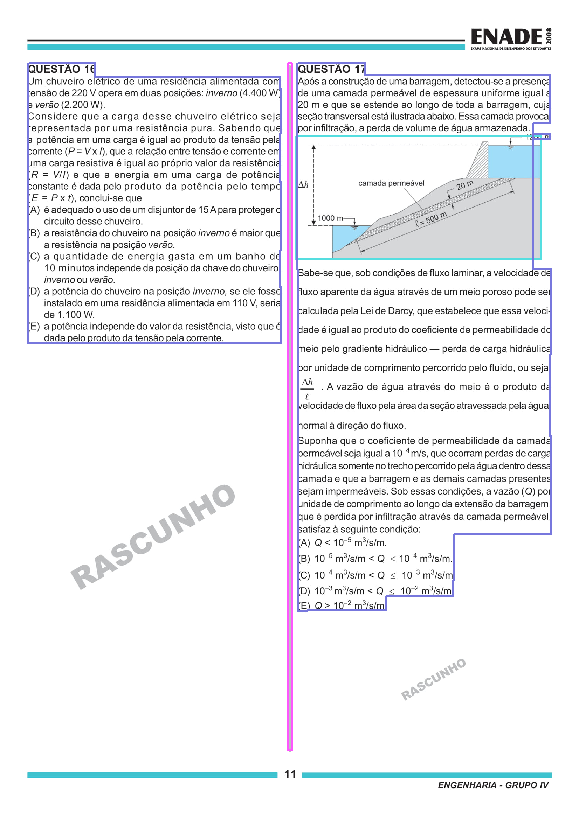 ENADE 2008
EXAME NACIONAL DE DESEMPENHO DOS ESTUDANTES
QUESTÃO 16
Um chuveiro elétrico de uma residência alimentada com
tensão de 220 V opera em duas posições: inverno (4.400 W)
e verão (2.200 W).
Considere que a carga desse chuveiro elétrico seja
representada por uma resistência pura. Sabendo que
a potência em uma carga é igual ao produto da tensão pela
corrente (P = V x I), que a relação entre tensão e corrente em
uma carga resistiva é igual ao próprio valor da resistência
(R = V/I) e que a energia em uma carga de potência
constante é dada pelo produto da potência pelo tempo
(E = P x t), conclui-se que
(A) é adequado o uso de um disjuntor de 15 A para proteger o
circuito desse chuveiro.
(B) a resistência do chuveiro na posição inverno é maior que
a resistência na posição verão.
(C) a quantidade de energia gasta em um banho de
10 minutos independe da posição da chave do chuveiro:
inverno ou verão.
(D) a potência do chuveiro na posição inverno, se ele fosse
instalado em uma residência alimentada em 110 V, seria
de 1.100 W.
(E) a potência independe do valor da resistência, visto que é
dada pelo produto da tensão pela corrente.
RASCUNHO
QUESTÃO 17
Após a construção de uma barragem, detectou-se a presença
de uma camada permeável de espessura uniforme igual a
20 m e que se estende ao longo de toda a barragem, cuja
seção transversal está ilustrada abaixo. Essa camada provoca,
por infiltração, a perda de volume de água armazenada.
Δh
camada permeável
20 m
1000 m
ℓ = 500 m
Sabe-se que, sob condições de fluxo laminar, a velocidade de
fluxo aparente da água através de um meio poroso pode ser
calculada pela Lei de Darcy, que estabelece que essa veloci-
dade é igual ao produto do coeficiente de permeabilidade do
meio pelo gradiente hidráulico — perda de carga hidráulica
por unidade de comprimento percorrido pelo fluido, ou seja,
Δh/ℓ . A vazão de água através do meio é o produto da
velocidade de fluxo pela área da seção atravessada pela água,
normal à direção do fluxo.
Suponha que o coeficiente de permeabilidade da camada
permeável seja igual a 10⁻⁴ m/s, que ocorram perdas de carga
hidráulica somente no trecho percorrido pela água dentro dessa
camada e que a barragem e as demais camadas presentes
sejam impermeáveis. Sob essas condições, a vazão (Q) por
unidade de comprimento ao longo da extensão da barragem,
que é perdida por infiltração através da camada permeável,
satisfaz à seguinte condição:
(A) Q < 10⁻⁵ m³/s/m.
(B) 10⁻⁵ m³/s/m < Q ≤ 10⁻⁴ m³/s/m.
(C) 10⁻⁴ m³/s/m < Q ≤ 10⁻³ m³/s/m.
(D) 10⁻³ m³/s/m < Q ≤ 10⁻² m³/s/m.
(E) Q > 10⁻² m³/s/m.
RASCUNHO
11
ENGENHARIA - GRUPO IV